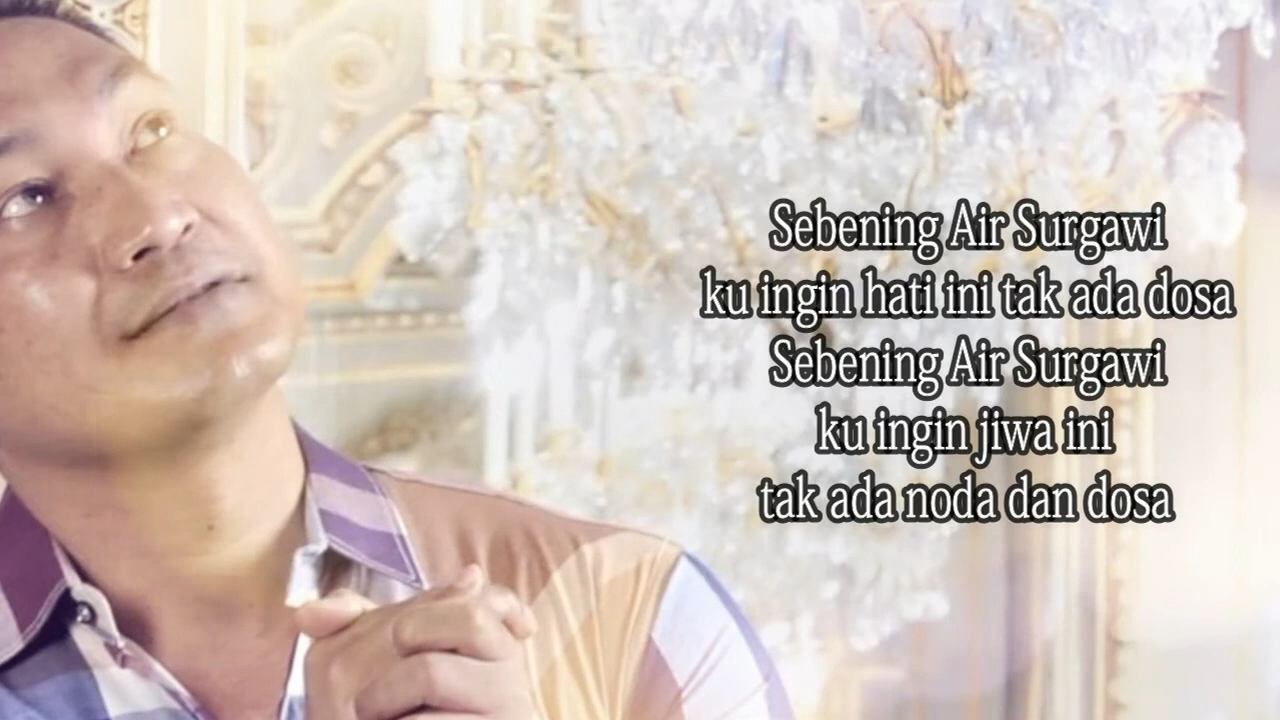 Sebening Air Surgawi
ku ingin hati ini tak ada dosa
Sebening Air Surgawi
ku ingin jiwa ini
tak ada noda dan dosa